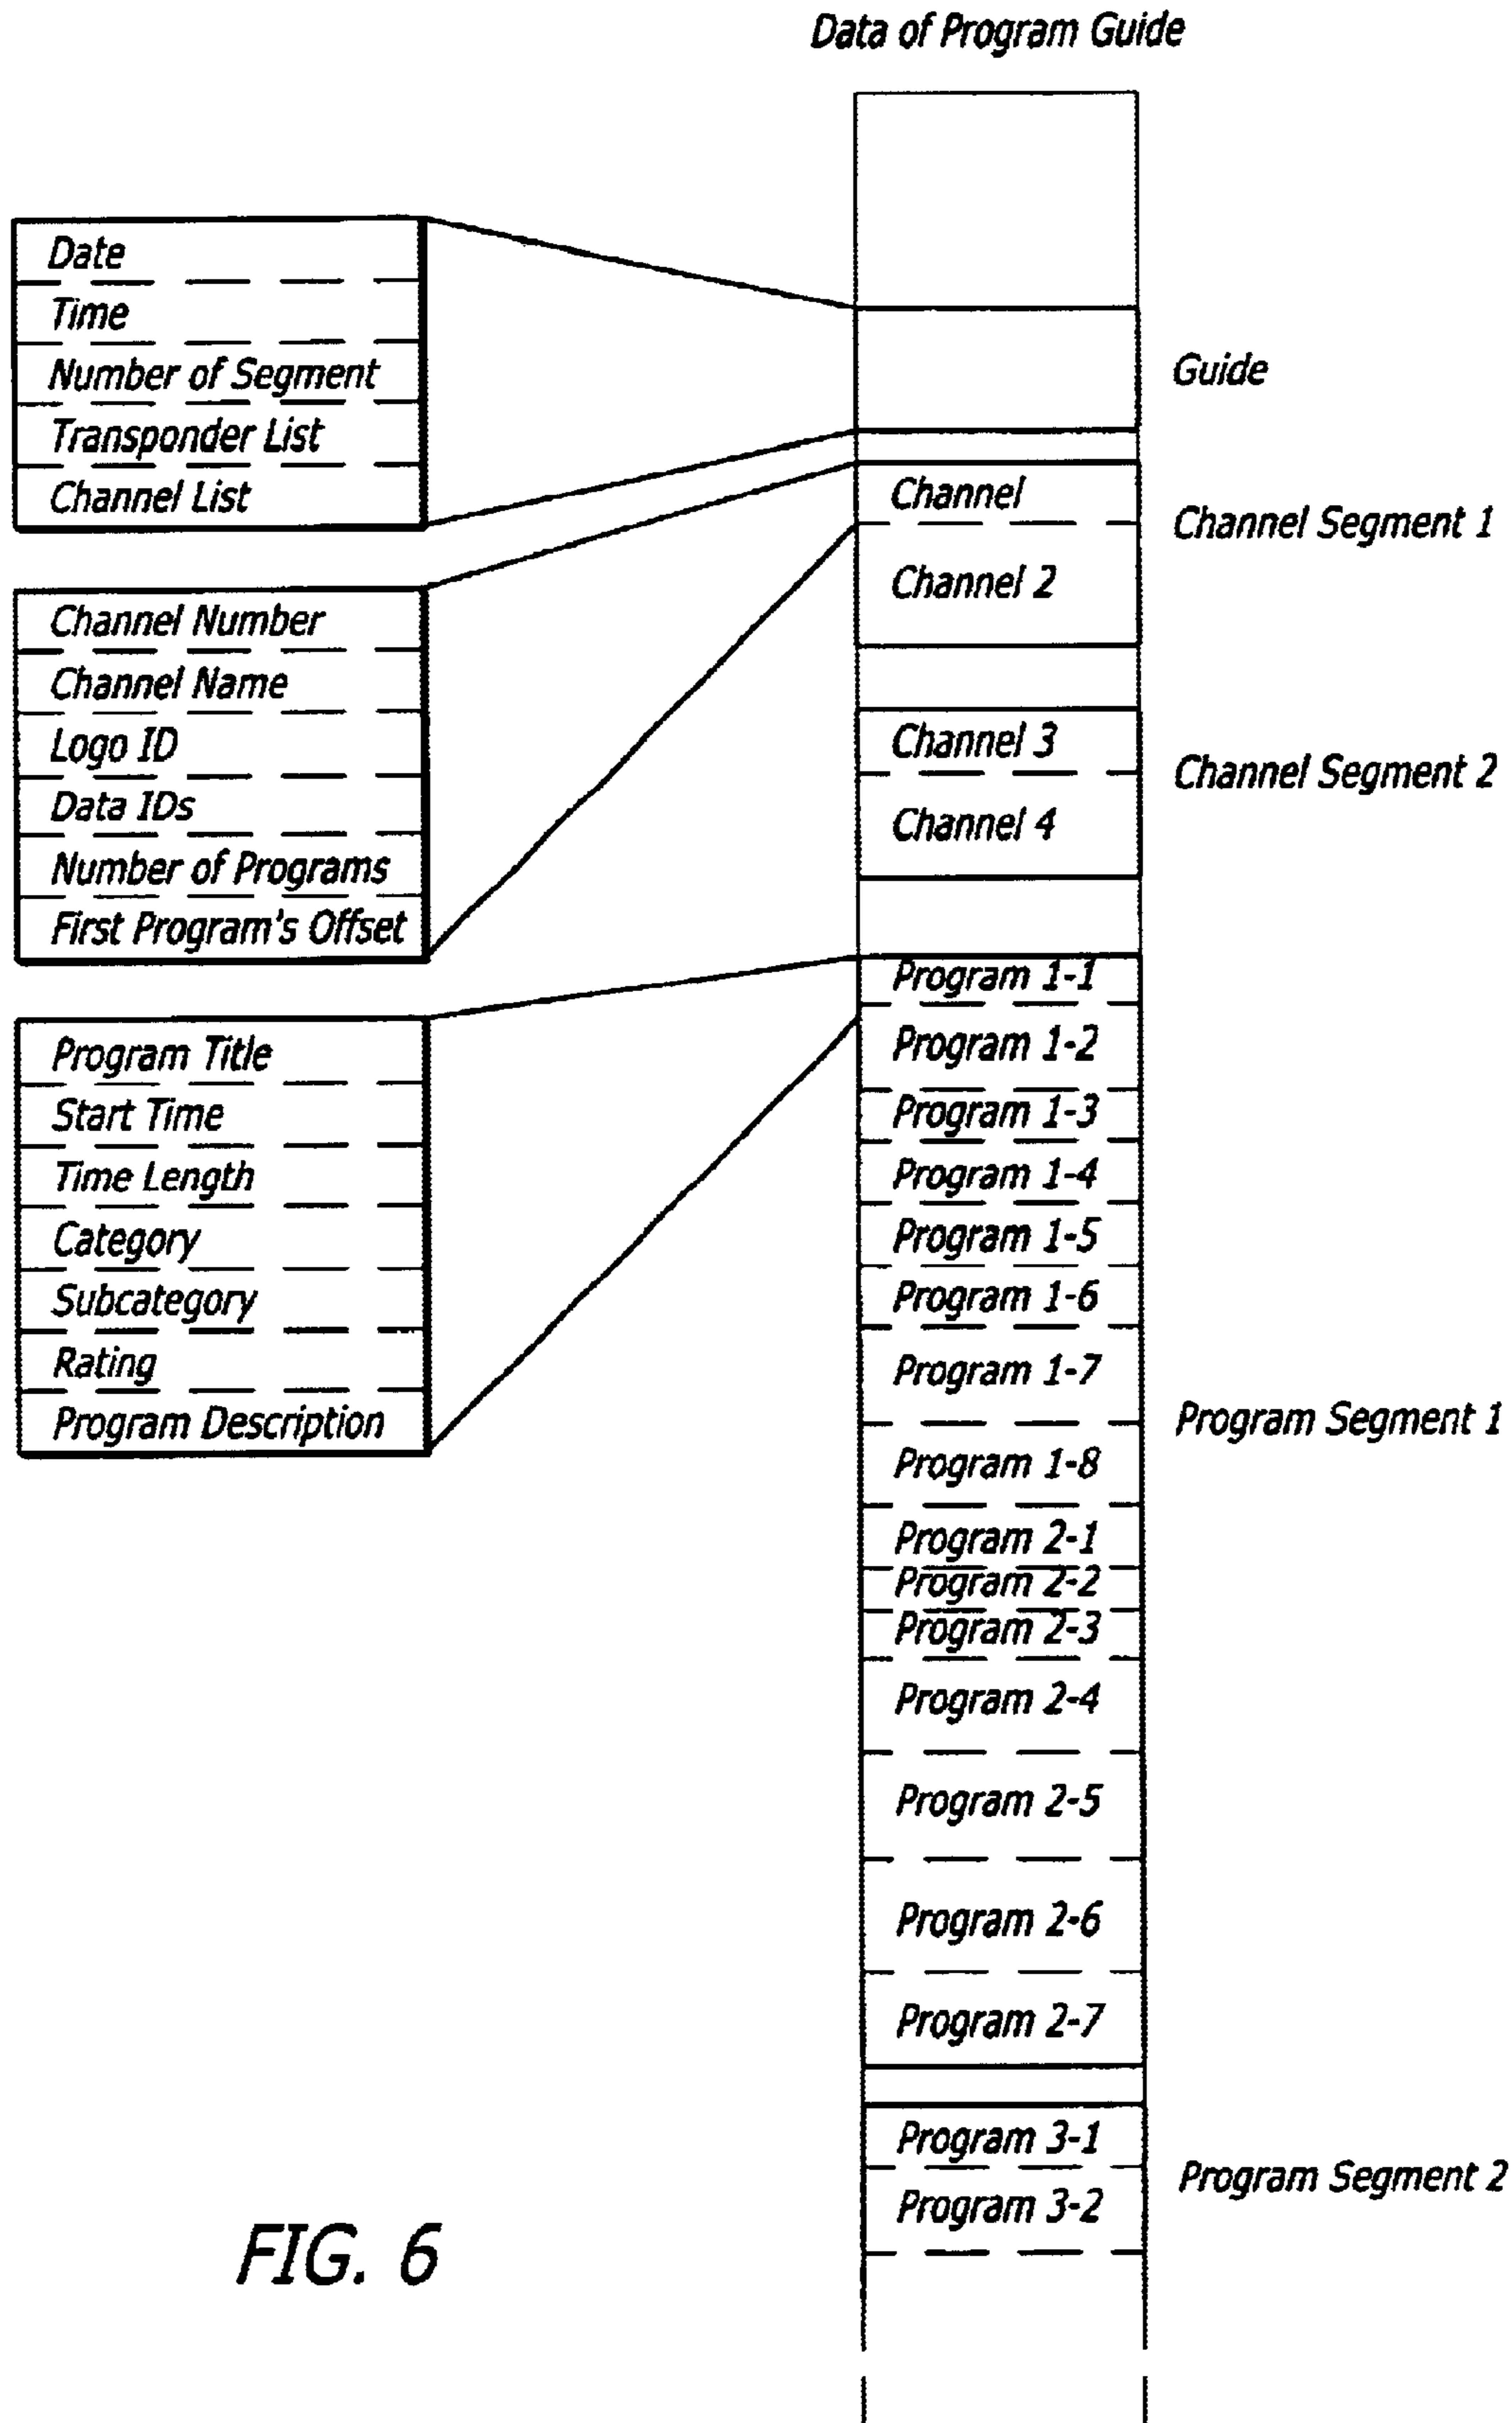 Data of Program Guide
Date
Time
Number of Segment
Transponder List
Channel List
Guide
Channel
Channel 2
Channel Segment 1
Channel Number
Channel Name
Logo ID
Data IDs
Number of Programs
First Program's Offset
Channel 3
Channel 4
Channel Segment 2
Program Title
Start Time
Time Length
Category
Subcategory
Rating
Program Description
Program 1-1
Program 1-2
Program 1-3
Program 1-4
Program 1-5
Program 1-6
Program 1-7
Program 1-8
Program 2-1
Program 2-2
Program 2-3
Program 2-4
Program 2-5
Program 2-6
Program 2-7
Program Segment 1
Program 3-1
Program 3-2
Program Segment 2
FIG. 6